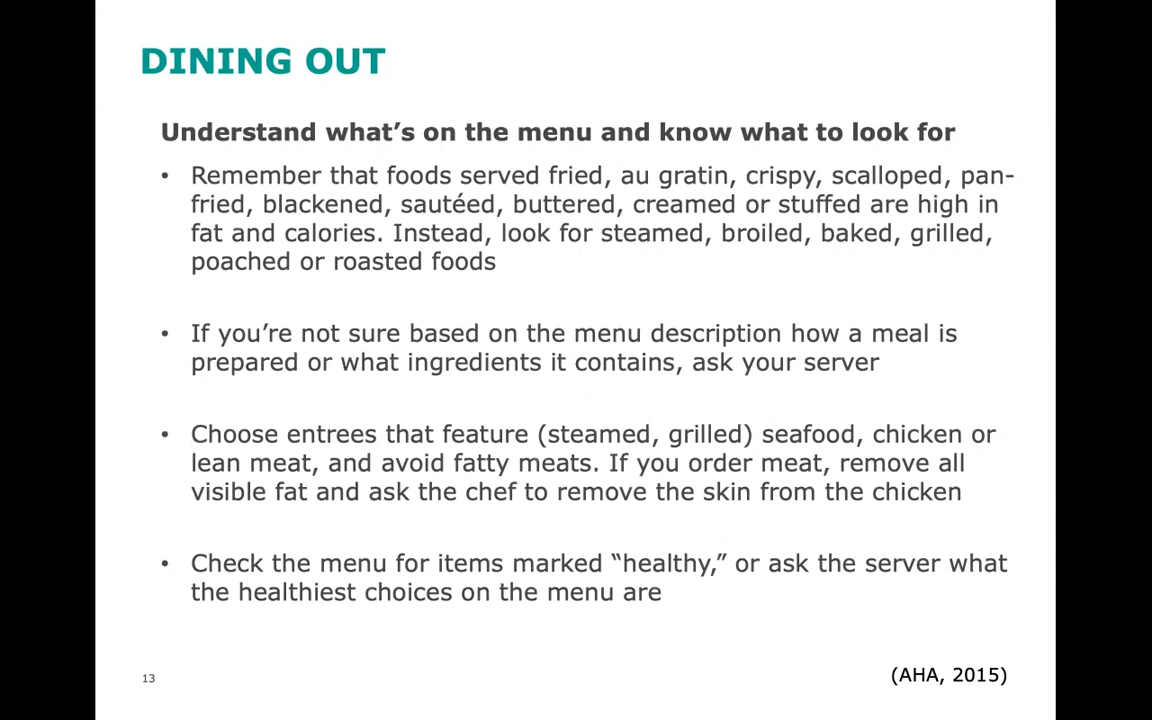 DINING OUT
Understand what’s on the menu and know what to look for
• Remember that foods served fried, au gratin, crispy, scalloped, pan-
fried, blackened, sautéed, buttered, creamed or stuffed are high in
fat and calories. Instead, look for steamed, broiled, baked, grilled,
poached or roasted foods
• If you’re not sure based on the menu description how a meal is
prepared or what ingredients it contains, ask your server
• Choose entrees that feature (steamed, grilled) seafood, chicken or
lean meat, and avoid fatty meats. If you order meat, remove all
visible fat and ask the chef to remove the skin from the chicken
• Check the menu for items marked “healthy,” or ask the server what
the healthiest choices on the menu are
13
(AHA, 2015)